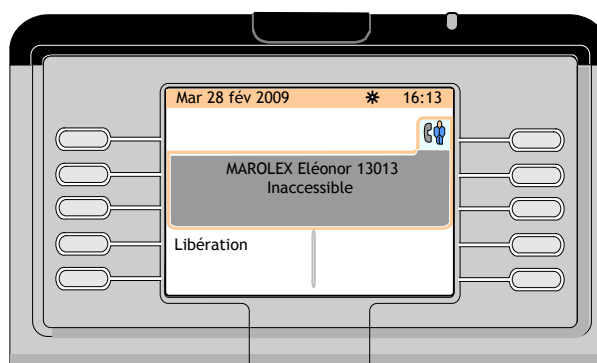 Mar 28 fév 2009 16:13
MAROLEX Eléonor 13013
Inaccessible
Libération